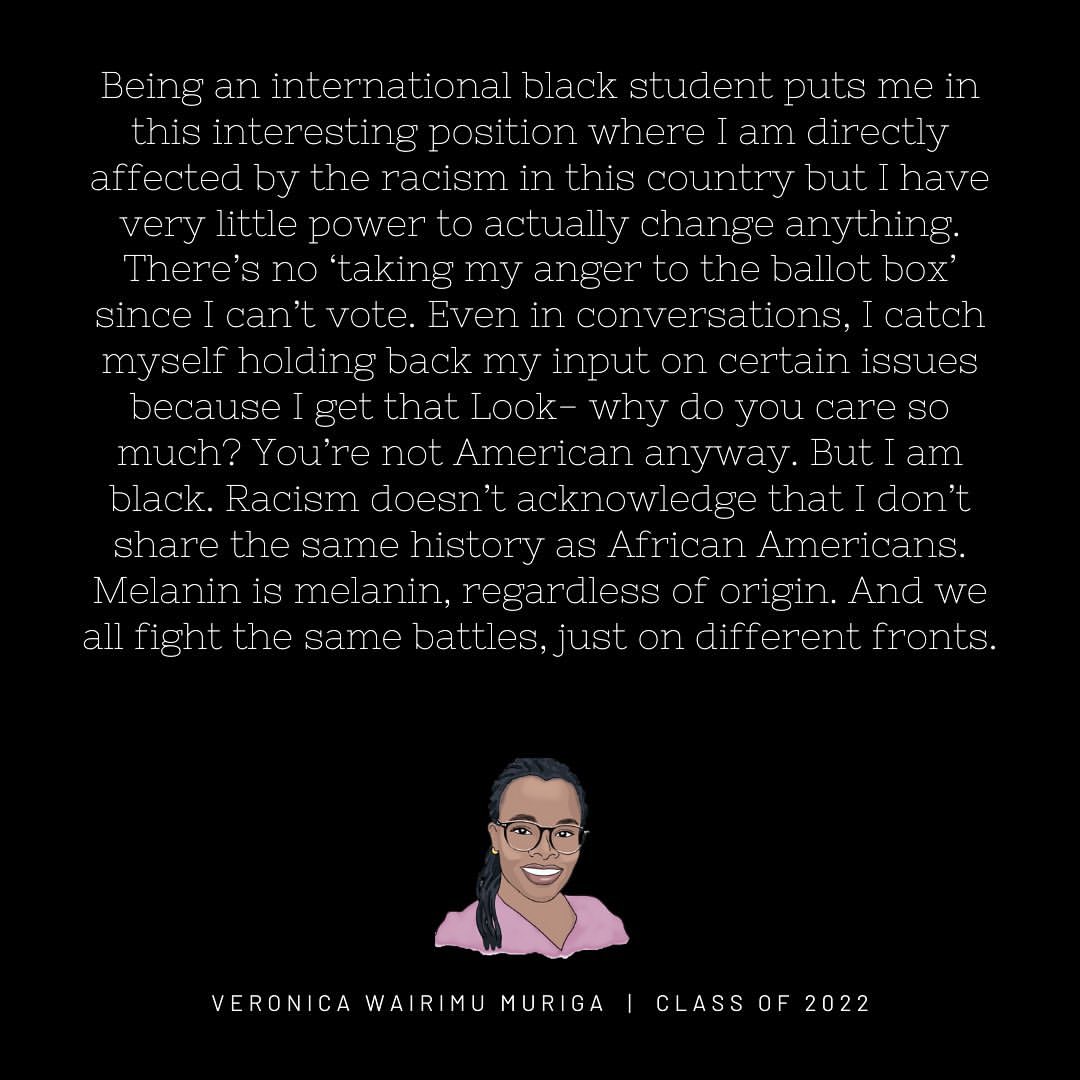 Being an international black student puts me in
this interesting position where I am directly
affected by the racism in this country but I have
very little power to actually change anything.
There’s no ‘taking my anger to the ballot box’
since I can’t vote. Even in conversations, I catch
myself holding back my input on certain issues
because I get that Look– why do you care so
much? You’re not American anyway. But I am
black. Racism doesn’t acknowledge that I don’t
share the same history as African Americans.
Melanin is melanin, regardless of origin. And we
all fight the same battles, just on different fronts.
VERONICA WAIRIMU MURIGA | CLASS OF 2022